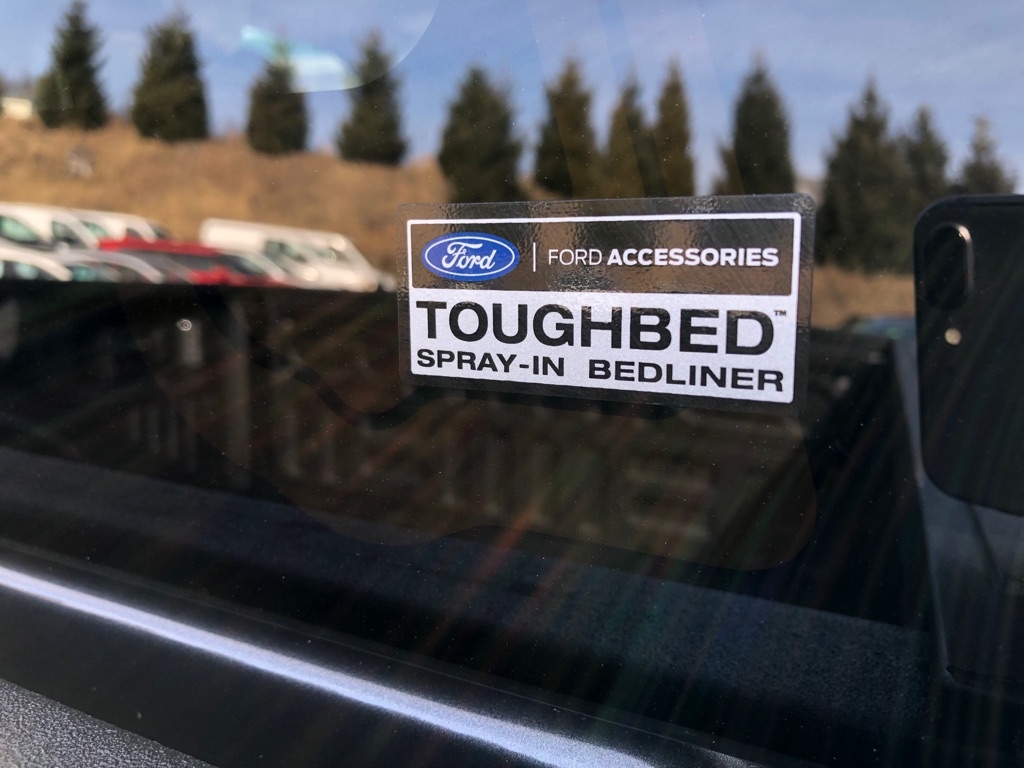 Ford | FORD ACCESSORIES
TOUGHBED™
SPRAY-IN BEDLINER